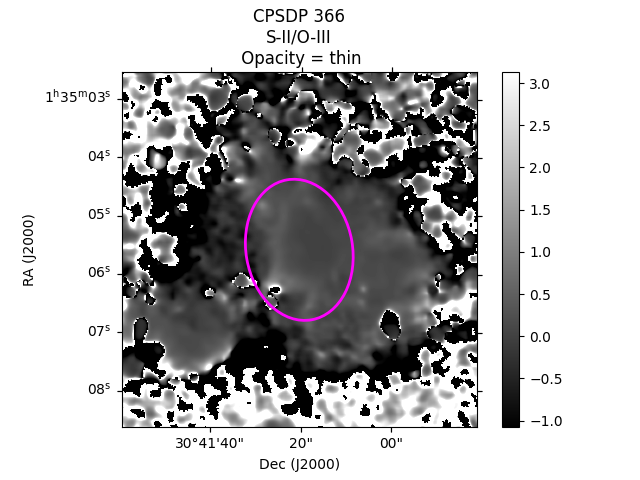 CPSDP 366
S-II/O-III
Opacity = thin
1ʰ35ᵐ03ˢ
04ˢ
05ˢ
06ˢ
07ˢ
08ˢ
RA (J2000)
30°41'40"
20"
00"
Dec (J2000)
3.0
2.5
2.0
1.5
1.0
0.5
0.0
−0.5
−1.0